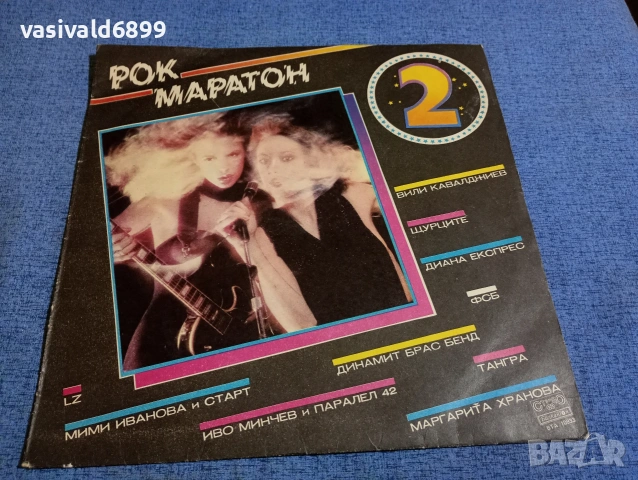 vasivald6899
РОК
МАРАТОН
2
ВИЛИ КАВАЛДЖИЕВ
ЩУРЦИТЕ
ДИАНА ЕКСПРЕС
ФСБ
ДИНАМИТ БРАС БЕНД
ТАНГРА
LZ
МИМИ ИВАНОВА и СТАРТ
ИВО МИНЧЕВ и ПАРАЛЕЛ 42
МАРГАРИТА ХРАНОВА
BAZAR